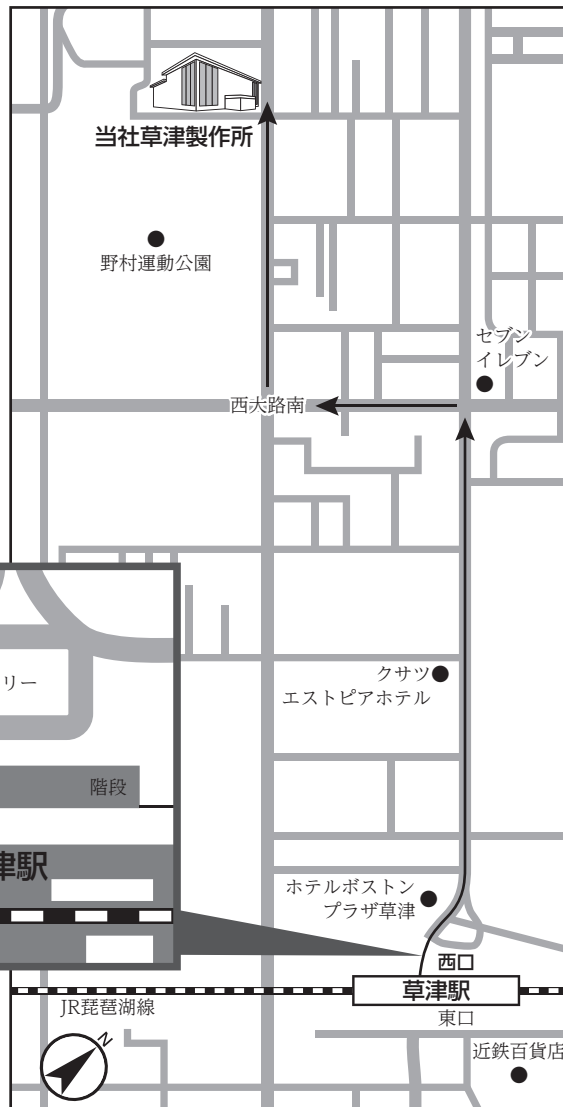 当社草津製作所
野村運動公園
セブン
イレブン
西大路南
リー
クサツ
エストピアホテル
階段
津駅
ホテルボストン
プラザ草津
西口
草津駅
JR琵琶湖線
東口
N
近鉄百貨店